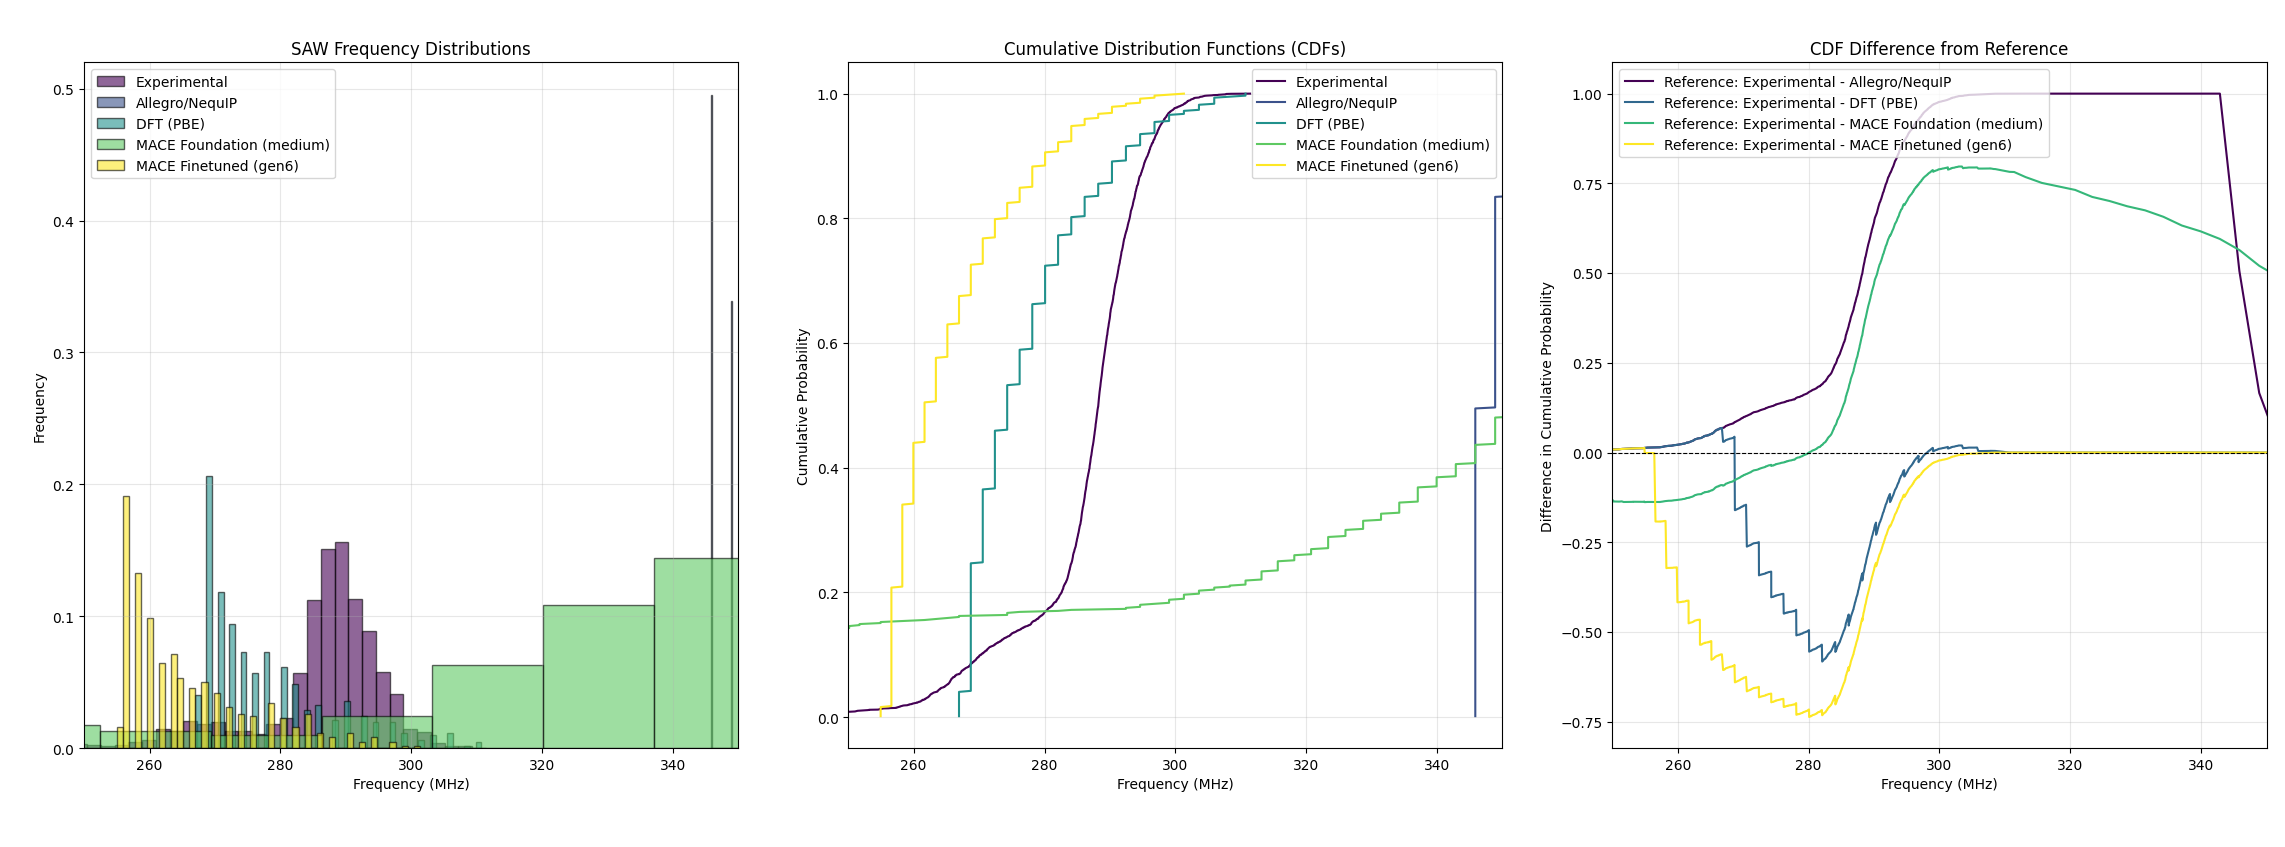 SAW Frequency Distributions
Experimental
Allegro/NequIP
DFT (PBE)
MACE Foundation (medium)
MACE Finetuned (gen6)
0.5
0.4
0.3
0.2
0.1
0.0
Frequency
260
280
300
320
340
Frequency (MHz)
Cumulative Distribution Functions (CDFs)
Experimental
Allegro/NequIP
DFT (PBE)
MACE Foundation (medium)
MACE Finetuned (gen6)
1.0
0.8
0.6
0.4
0.2
0.0
Cumulative Probability
260
280
300
320
340
Frequency (MHz)
CDF Difference from Reference
Reference: Experimental - Allegro/NequIP
Reference: Experimental - DFT (PBE)
Reference: Experimental - MACE Foundation (medium)
Reference: Experimental - MACE Finetuned (gen6)
1.00
0.75
0.50
0.25
0.00
−0.25
−0.50
−0.75
Difference in Cumulative Probability
260
280
300
320
340
Frequency (MHz)